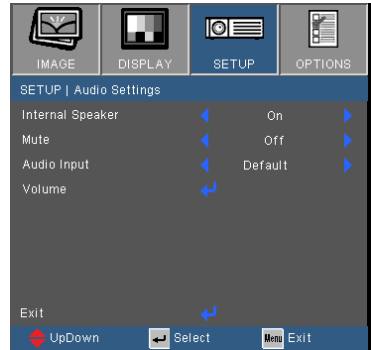 IMAGE DISPLAY SETUP OPTIONS
SETUP | Audio Settings
Internal Speaker On
Mute Off
Audio Input Default
Volume
Exit
UpDown Select Menu Exit